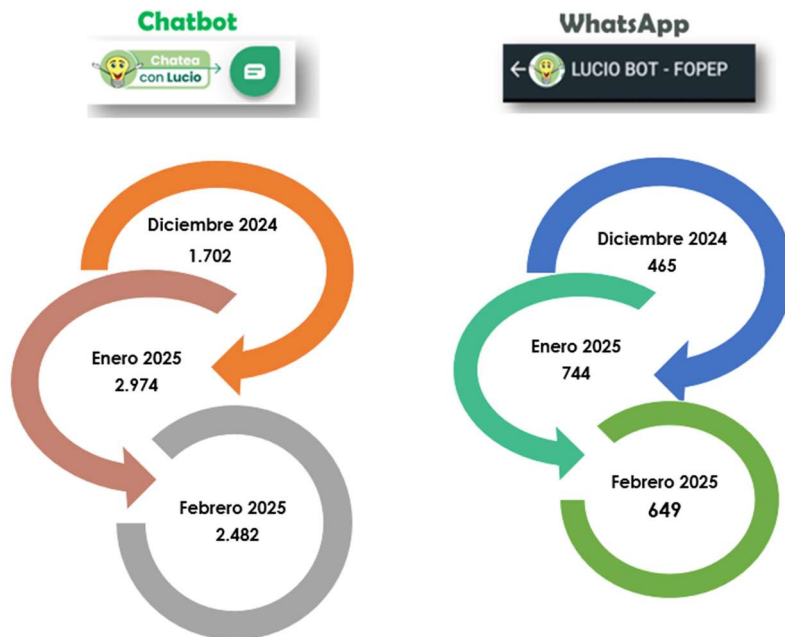 Chatbot
Chatea
con Lucio
Diciembre 2024
1.702
Enero 2025
2.974
Febrero 2025
2.482
WhatsApp
LUCIO BOT - FOPEP
Diciembre 2024
465
Enero 2025
744
Febrero 2025
649